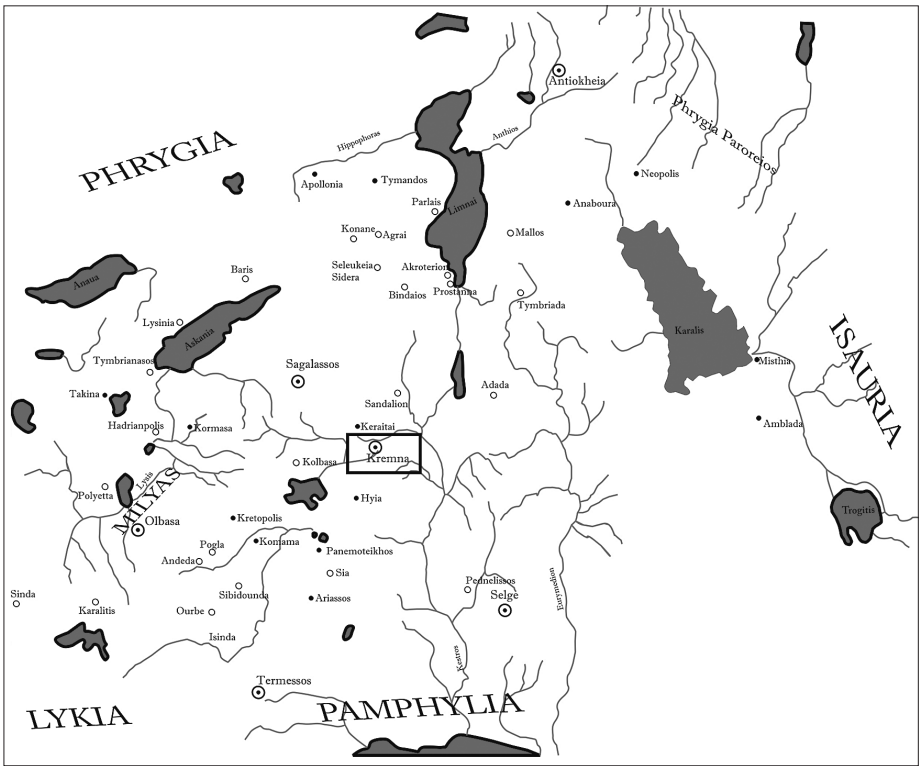 Antiokheia
Phrygia Paroreios
PHRYGIA
Hippophoras
Anthios
Apollonia
Tymandos
Neopolis
Parlais
Limnai
Anaboura
Konane
Agrai
Mallos
Seleukeia
Sidera
Akroterion
Baris
Bindaios
Prostanna
Tymbriada
Anaua
Lysinia
Askania
Karalis
ISAURIA
Tymbrianasos
Sagalassos
Misthia
Takina
Sandalion
Adada
Hadrianpolis
Kormasa
Keraitai
Amblada
Kremna
Kolbasa
Lysis
MILYAS
Polyetta
Hyia
Trogitis
Olbasa
Kretopolis
Pogla
Komama
Panemoteikhos
Andeda
Sia
Pednelissos
Eurymedon
Sinda
Karalitis
Sibidounda
Ariassos
Selge
Ourbe
Isinda
Kestros
Termessos
LYKIA
PAMPHYLIA